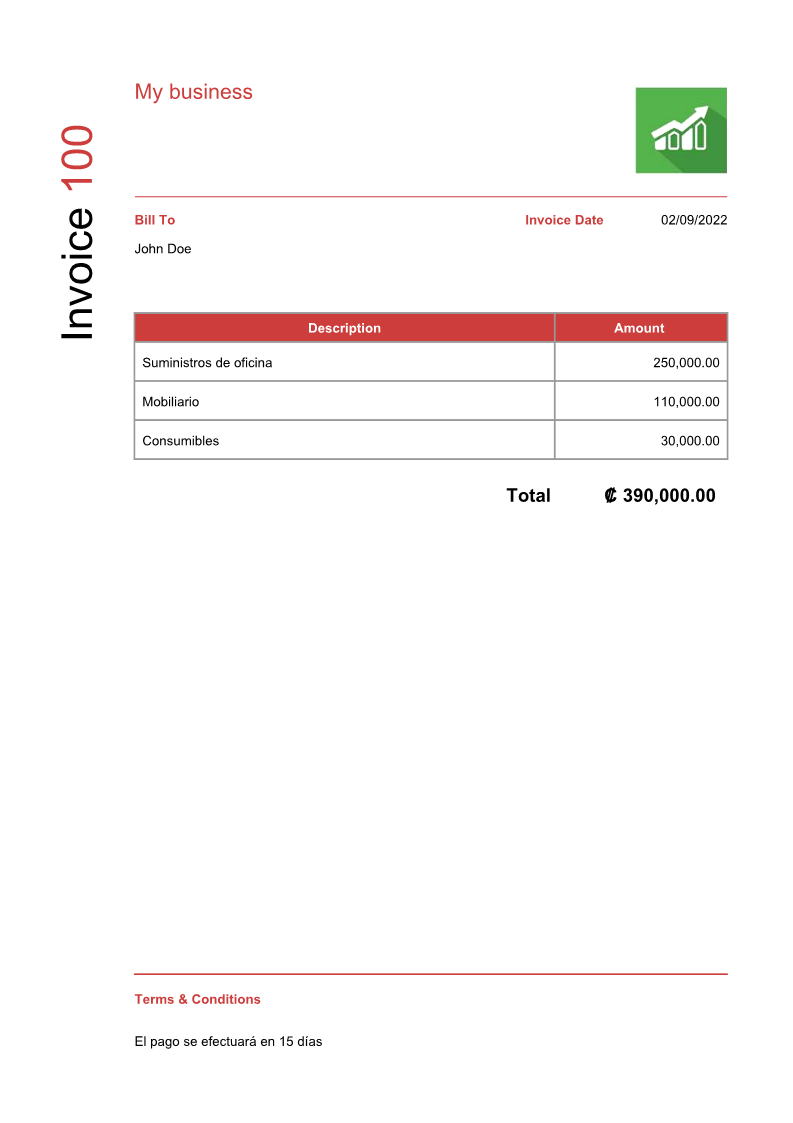 My business
Invoice 100
Bill To
Invoice Date 02/09/2022
John Doe
Description Amount
Suministros de oficina 250,000.00
Mobiliario 110,000.00
Consumibles 30,000.00
Total ₡ 390,000.00
Terms & Conditions
El pago se efectuará en 15 días